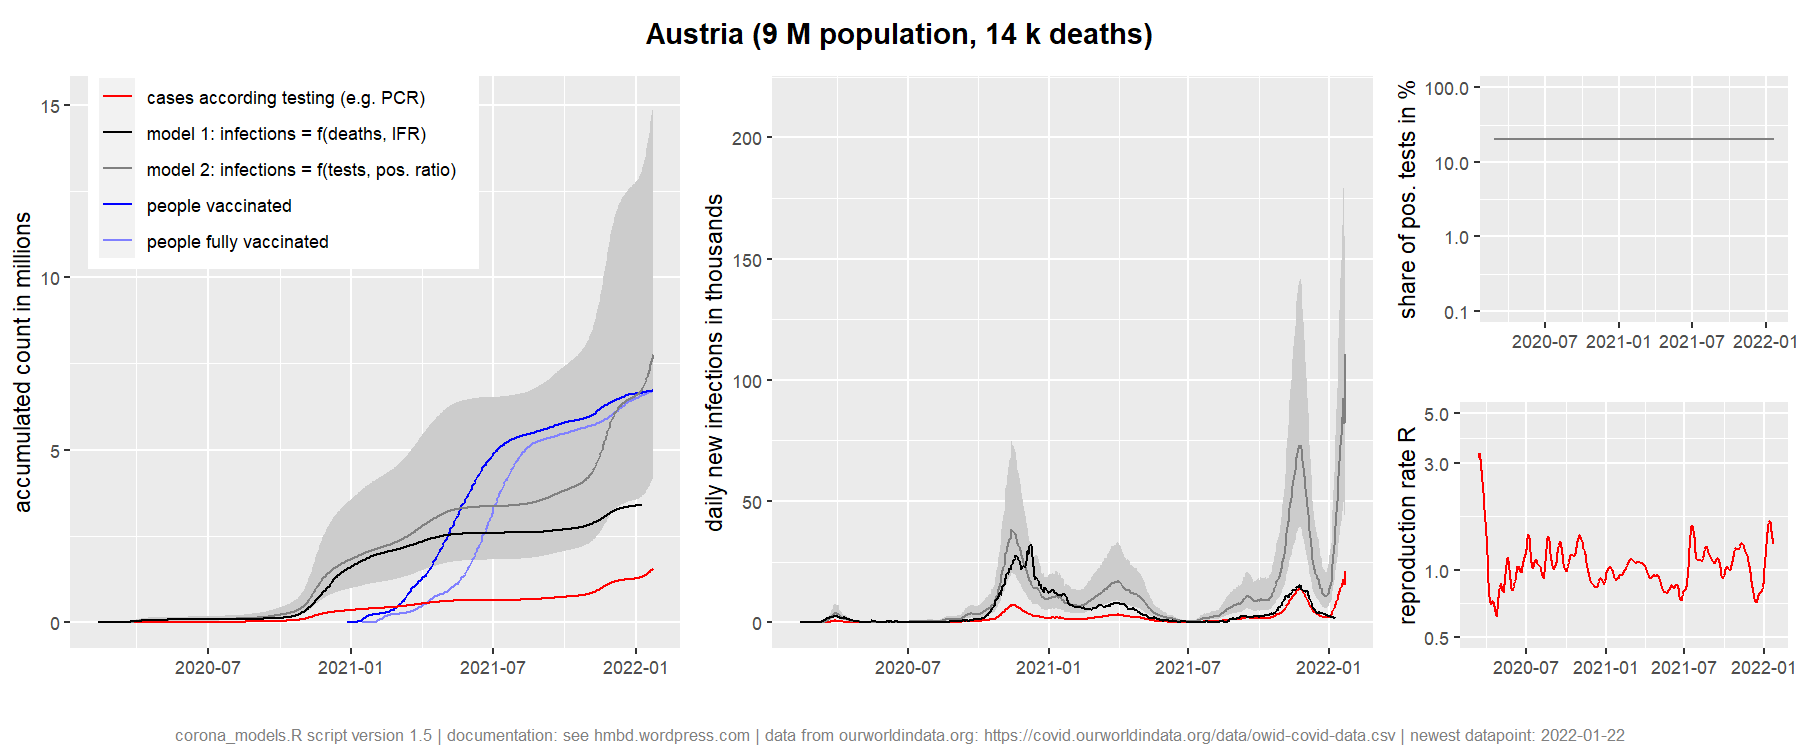 Austria (9 M population, 14 k deaths)
accumulated count in millions
15
10
5
0
cases according testing (e.g. PCR)
model 1: infections = f(deaths, IFR)
model 2: infections = f(tests, pos. ratio)
people vaccinated
people fully vaccinated
2020-07 2021-01 2021-07 2022-01
daily new infections in thousands
200
150
100
50
0
2020-07 2021-01 2021-07 2022-01
share of pos. tests in %
100.0
10.0
1.0
0.1
2020-07 2021-01 2021-07 2022-01
reproduction rate R
5.0
3.0
1.0
0.5
2020-07 2021-01 2021-07 2022-01
corona_models.R script version 1.5 | documentation: see hmbd.wordpress.com | data from ourworldindata.org: https://covid.ourworldindata.org/data/owid-covid-data.csv | newest datapoint: 2022-01-22